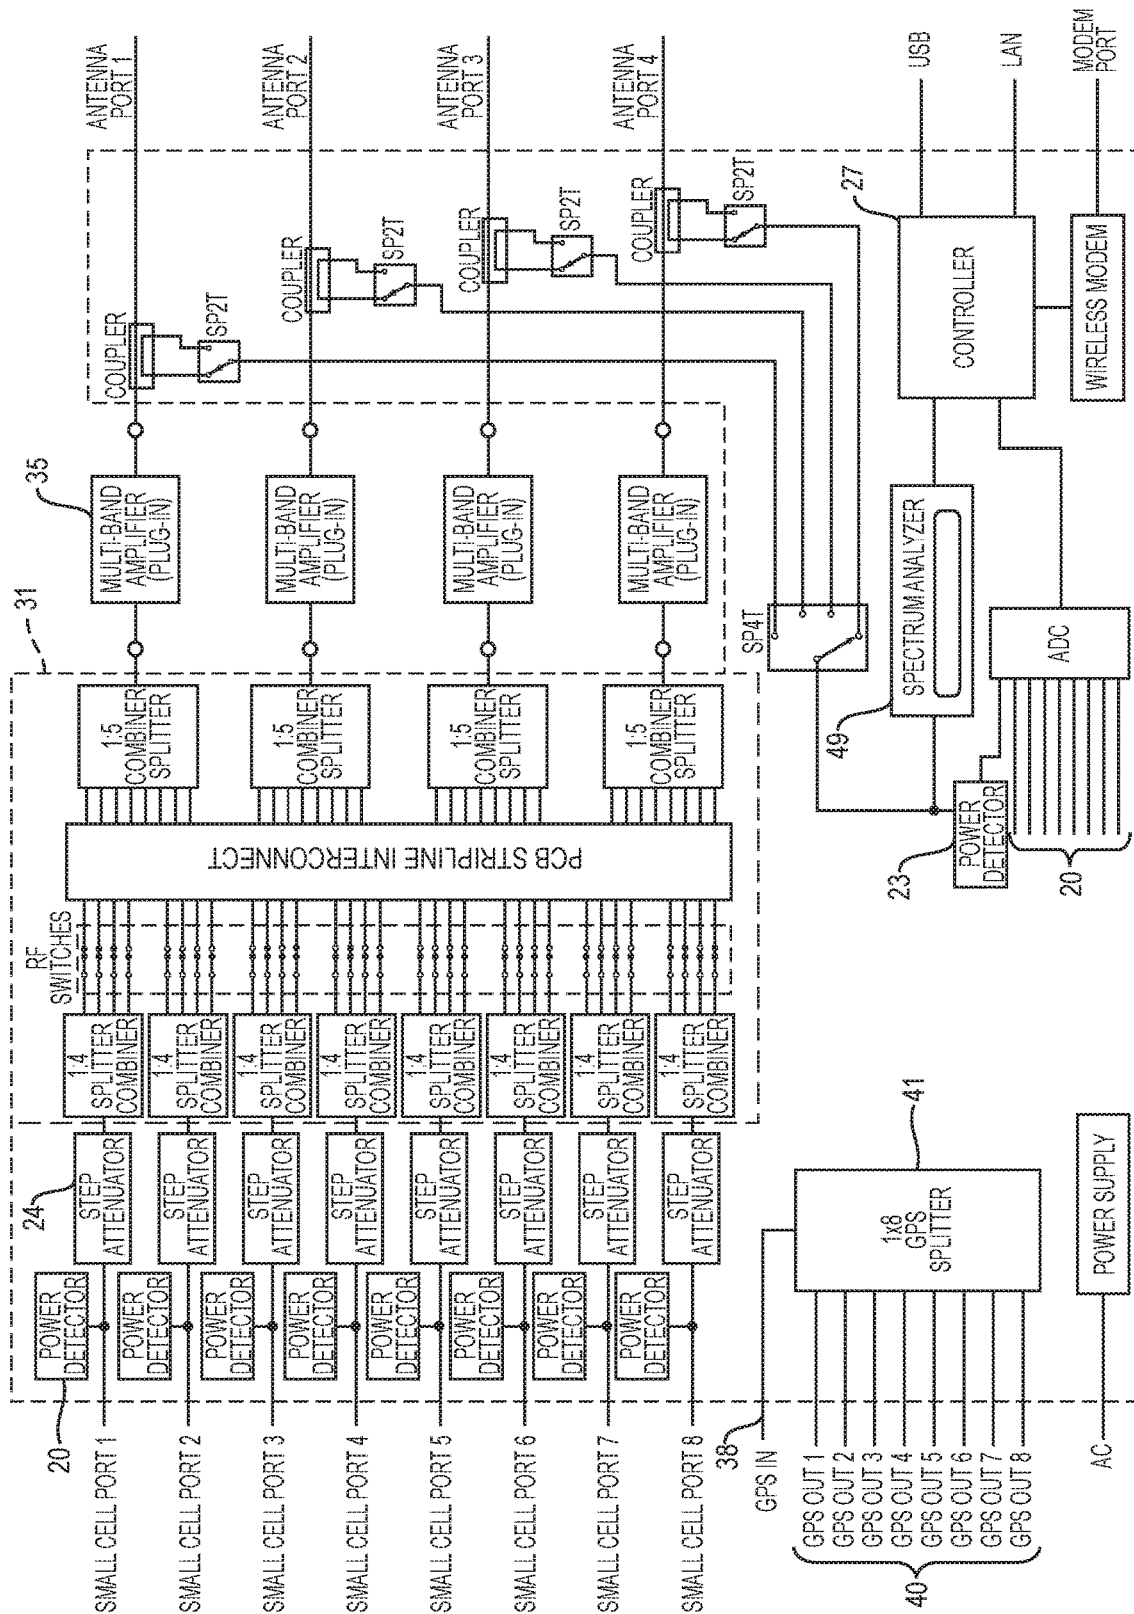 SMALL CELL PORT 1
SMALL CELL PORT 2
SMALL CELL PORT 3
SMALL CELL PORT 4
SMALL CELL PORT 5
SMALL CELL PORT 6
SMALL CELL PORT 7
SMALL CELL PORT 8
20
POWER
DETECTOR
POWER
DETECTOR
POWER
DETECTOR
POWER
DETECTOR
POWER
DETECTOR
POWER
DETECTOR
POWER
DETECTOR
POWER
DETECTOR
24
STEP
ATTENUATOR
STEP
ATTENUATOR
STEP
ATTENUATOR
STEP
ATTENUATOR
STEP
ATTENUATOR
STEP
ATTENUATOR
STEP
ATTENUATOR
STEP
ATTENUATOR
1:4
SPLITTER
COMBINER
1:4
SPLITTER
COMBINER
1:4
SPLITTER
COMBINER
1:4
SPLITTER
COMBINER
1:4
SPLITTER
COMBINER
1:4
SPLITTER
COMBINER
1:4
SPLITTER
COMBINER
1:4
SPLITTER
COMBINER
RF
SWITCHES
PCB STRIPLINE INTERCONNECT
31
1:5
COMBINER
SPLITTER
1:5
COMBINER
SPLITTER
1:5
COMBINER
SPLITTER
1:5
COMBINER
SPLITTER
35
MULTI-BAND
AMPLIFIER
(PLUG-IN)
MULTI-BAND
AMPLIFIER
(PLUG-IN)
MULTI-BAND
AMPLIFIER
(PLUG-IN)
MULTI-BAND
AMPLIFIER
(PLUG-IN)
COUPLER
SP2T
COUPLER
SP2T
COUPLER
SP2T
COUPLER
SP2T
ANTENNA
PORT 1
ANTENNA
PORT 2
ANTENNA
PORT 3
ANTENNA
PORT 4
38
GPS IN
GPS OUT 1
GPS OUT 2
GPS OUT 3
GPS OUT 4
GPS OUT 5
GPS OUT 6
GPS OUT 7
GPS OUT 8
40
1x8
GPS
SPLITTER
41
AC
POWER SUPPLY
SP4T
23
POWER
DETECTOR
20
49
SPECTRUM ANALYZER
ADC
27
CONTROLLER
WIRELESS MODEM
USB
LAN
MODEM
PORT